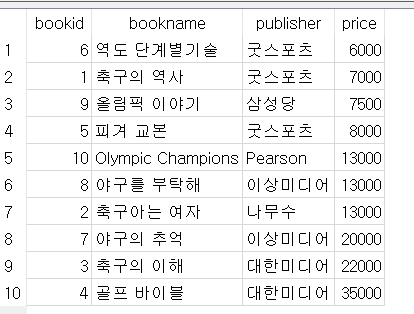 bookid bookname publisher price
1 6 역도 단계별기술 굿스포츠 6000
2 1 축구의 역사 굿스포츠 7000
3 9 올림픽 이야기 삼성당 7500
4 5 피겨 교본 굿스포츠 8000
5 10 Olympic Champions Pearson 13000
6 8 야구를 부탁해 이상미디어 13000
7 2 축구아는 여자 나무수 13000
8 7 야구의 추억 이상미디어 20000
9 3 축구의 이해 대한미디어 22000
10 4 골프 바이블 대한미디어 35000